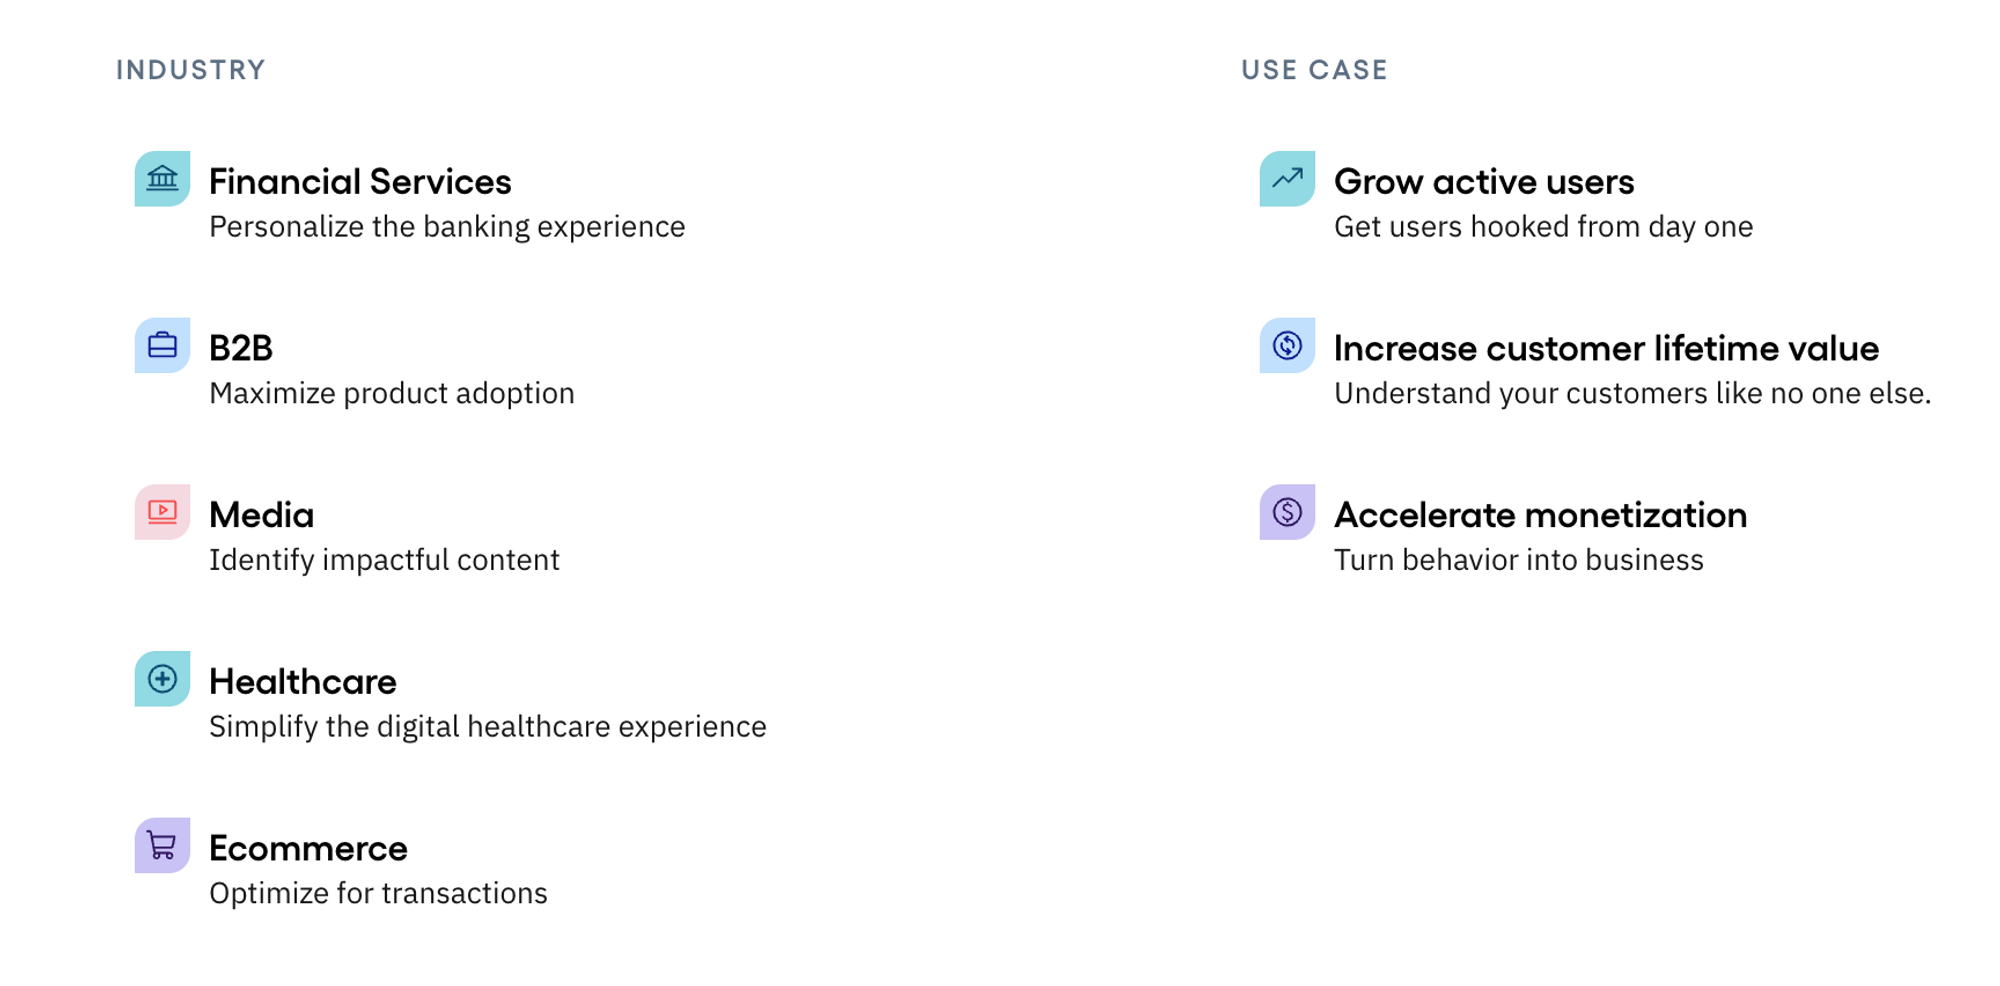 INDUSTRY
Financial Services
Personalize the banking experience
B2B
Maximize product adoption
Media
Identify impactful content
Healthcare
Simplify the digital healthcare experience
Ecommerce
Optimize for transactions
USE CASE
Grow active users
Get users hooked from day one
Increase customer lifetime value
Understand your customers like no one else.
Accelerate monetization
Turn behavior into business